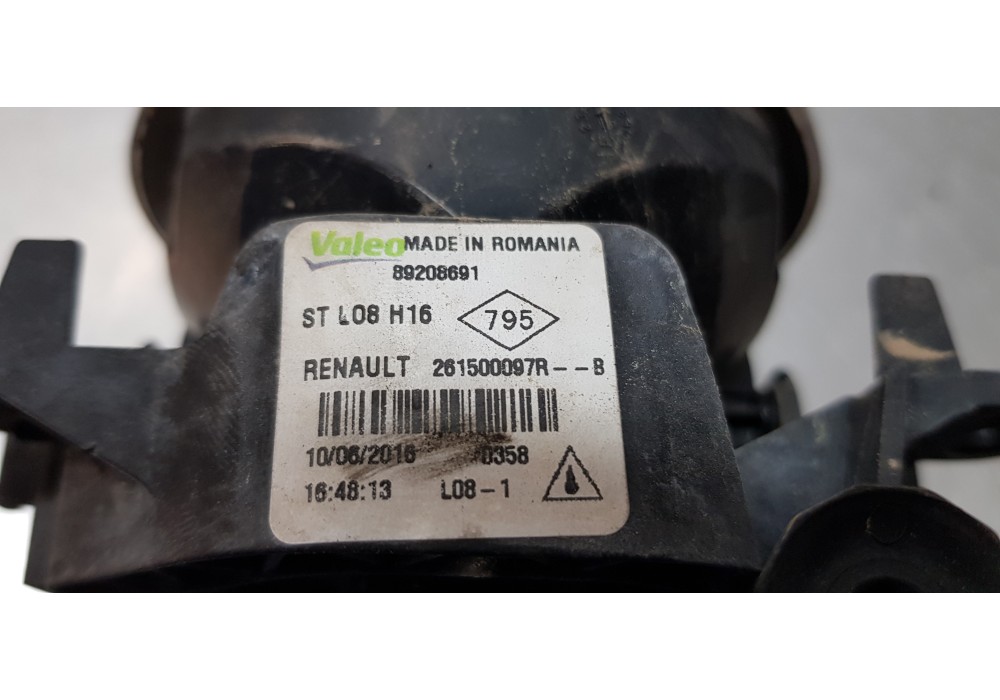 Valeo MADE IN ROMANIA
89208691
ST L08 H16 795
RENAULT 261500097R--B
10/06/2016 0358
16:48:13 L08-1